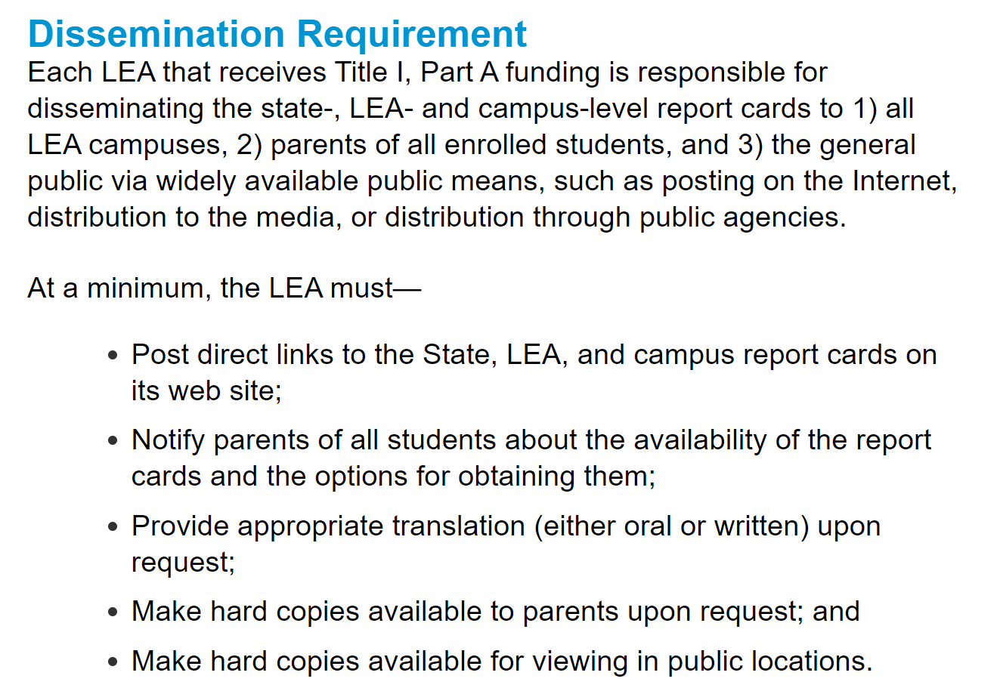 Dissemination Requirement
Each LEA that receives Title I, Part A funding is responsible for
disseminating the state-, LEA- and campus-level report cards to 1) all
LEA campuses, 2) parents of all enrolled students, and 3) the general
public via widely available public means, such as posting on the Internet,
distribution to the media, or distribution through public agencies.
At a minimum, the LEA must—
• Post direct links to the State, LEA, and campus report cards on
its web site;
• Notify parents of all students about the availability of the report
cards and the options for obtaining them;
• Provide appropriate translation (either oral or written) upon
request;
• Make hard copies available to parents upon request; and
• Make hard copies available for viewing in public locations.